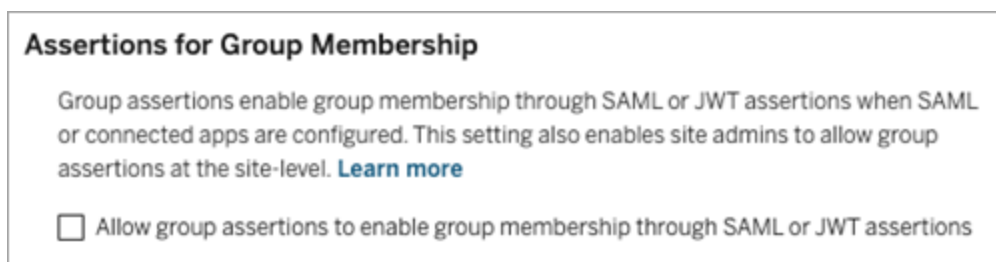 Assertions for Group Membership
Group assertions enable group membership through SAML or JWT assertions when SAML
or connected apps are configured. This setting also enables site admins to allow group
assertions at the site-level. Learn more
Allow group assertions to enable group membership through SAML or JWT assertions